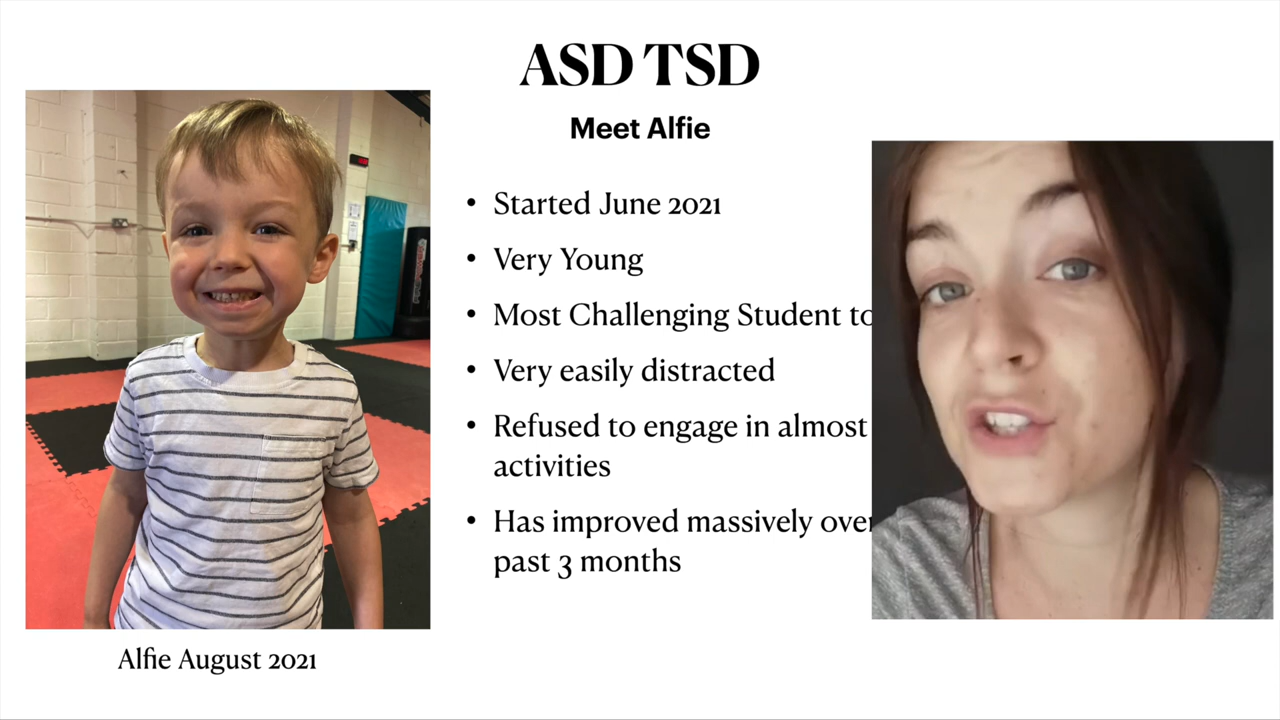 ASD TSD
Meet Alfie
• Started June 2021
• Very Young
• Most Challenging Student to
• Very easily distracted
• Refused to engage in almost
activities
• Has improved massively over
past 3 months
Alfie August 2021